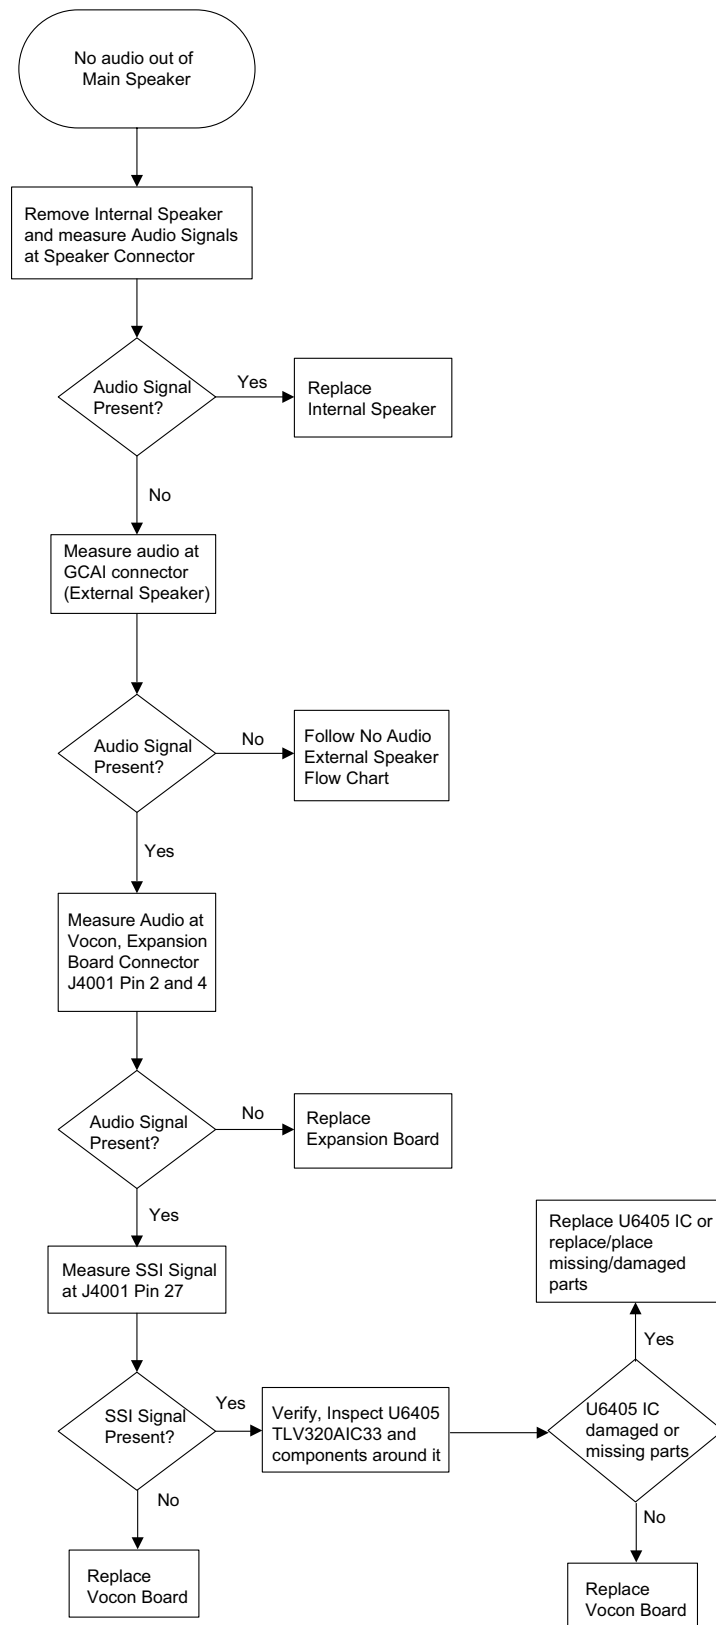 No audio out of
Main Speaker
Remove Internal Speaker
and measure Audio Signals
at Speaker Connector
Audio Signal
Present?
Yes
Replace
Internal Speaker
No
Measure audio at
GCAI connector
(External Speaker)
Audio Signal
Present?
No
Follow No Audio
External Speaker
Flow Chart
Yes
Measure Audio at
Vocon, Expansion
Board Connector
J4001 Pin 2 and 4
Audio Signal
Present?
No
Replace
Expansion Board
Yes
Measure SSI Signal
at J4001 Pin 27
SSI Signal
Present?
Yes
Verify, Inspect U6405
TLV320AIC33 and
components around it
U6405 IC
damaged or
missing parts
Yes
Replace U6405 IC or
replace/place
missing/damaged
parts
No
Replace
Vocon Board
No
Replace
Vocon Board